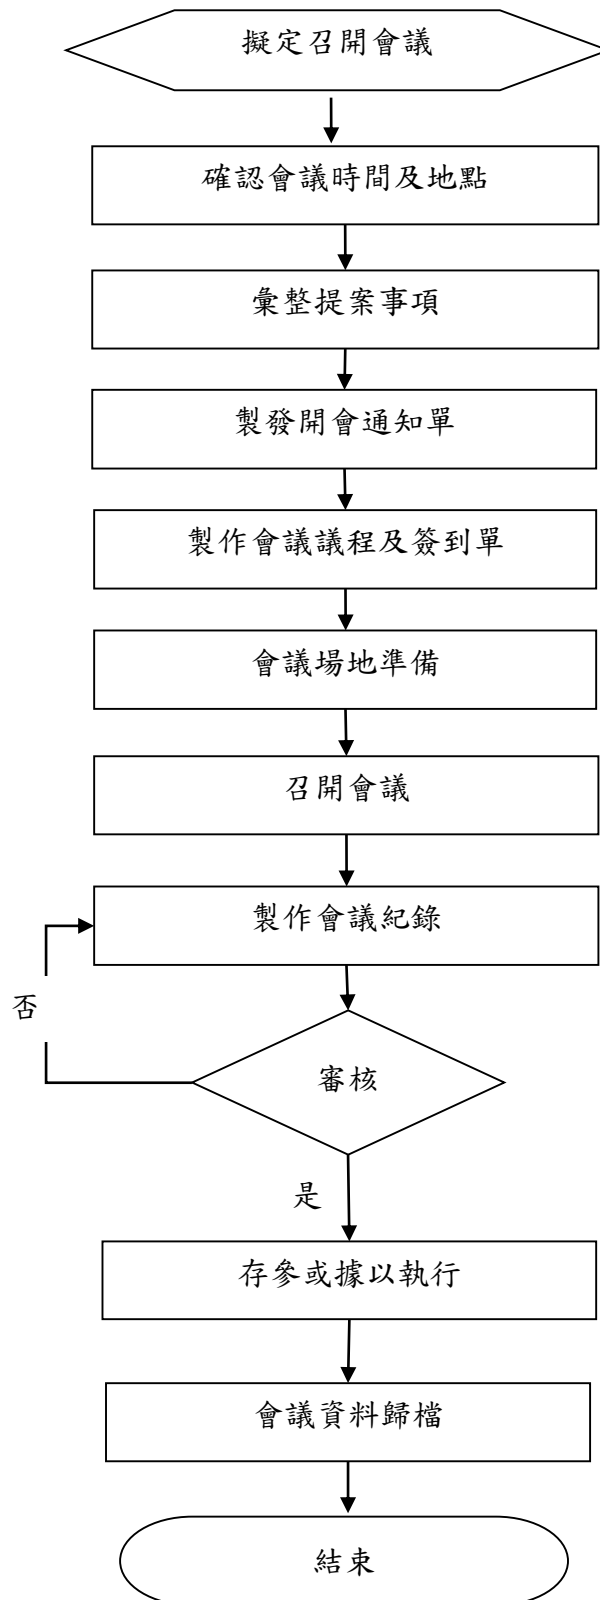 擬定召開會議
確認會議時間及地點
彙整提案事項
製發開會通知單
製作會議議程及簽到單
會議場地準備
召開會議
製作會議紀錄
否
審核
是
存參或據以執行
會議資料歸檔
結束